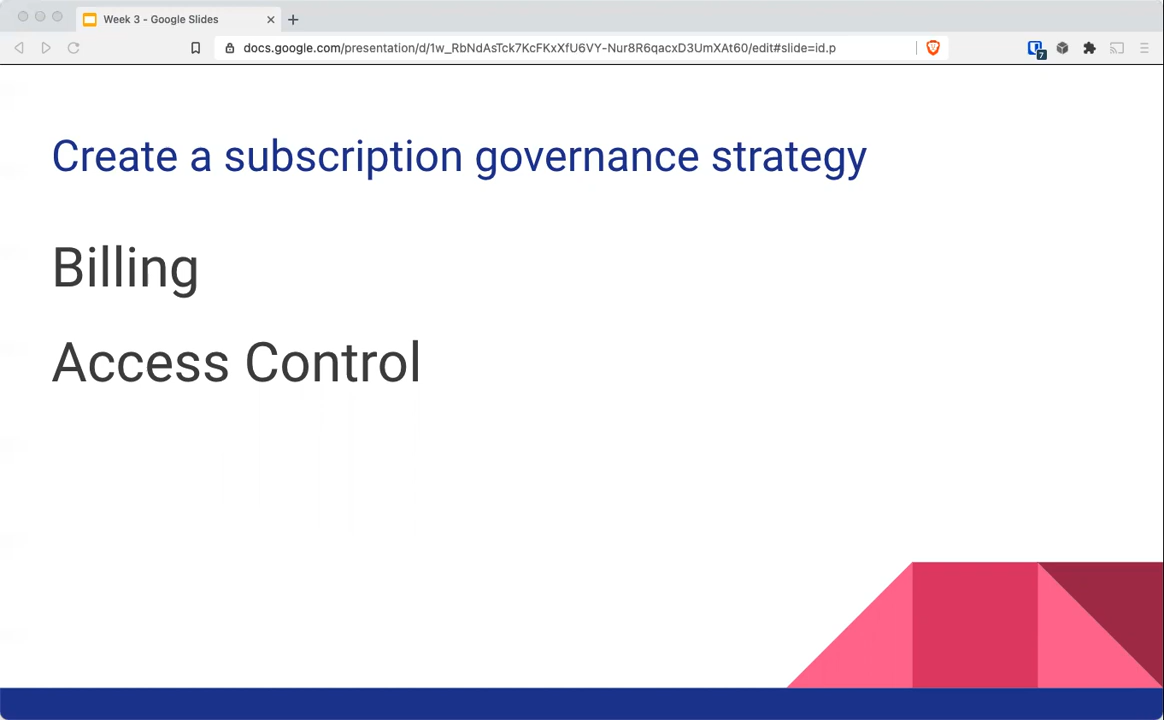 Week 3 - Google Slides
docs.google.com/presentation/d/1w_RbNdAsTck7KcFKxXfU6VY-Nur8R6qacxD3UmXAt60/edit#slide=id.p
7
Create a subscription governance strategy
Billing
Access Control